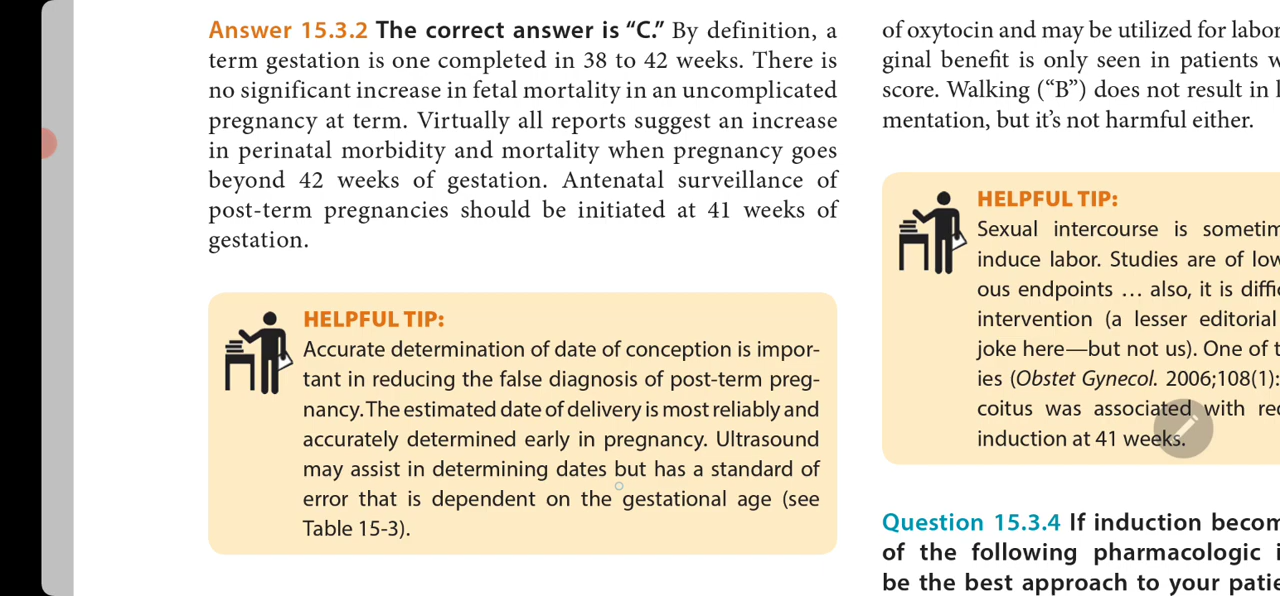 Answer 15.3.2 The correct answer is “C.” By definition, a
term gestation is one completed in 38 to 42 weeks. There is
no significant increase in fetal mortality in an uncomplicated
pregnancy at term. Virtually all reports suggest an increase
in perinatal morbidity and mortality when pregnancy goes
beyond 42 weeks of gestation. Antenatal surveillance of
post-term pregnancies should be initiated at 41 weeks of
gestation.
HELPFUL TIP:
Accurate determination of date of conception is impor-
tant in reducing the false diagnosis of post-term preg-
nancy. The estimated date of delivery is most reliably and
accurately determined early in pregnancy. Ultrasound
may assist in determining dates but has a standard of
error that is dependent on the gestational age (see
Table 15-3).
of oxytocin and may be utilized for labor
ginal benefit is only seen in patients
score. Walking (“B”) does not result in
mentation, but it’s not harmful either.
HELPFUL TIP:
Sexual intercourse is
induce labor. Studies are of
ous endpoints … also, it is
intervention (a lesser editorial
joke here—but not us). One of
ies (Obstet Gynecol. 2006;108(1):
coitus was associated with
induction at 41 weeks.
Question 15.3.4 If induction
of the following pharmacologic
be the best approach to your